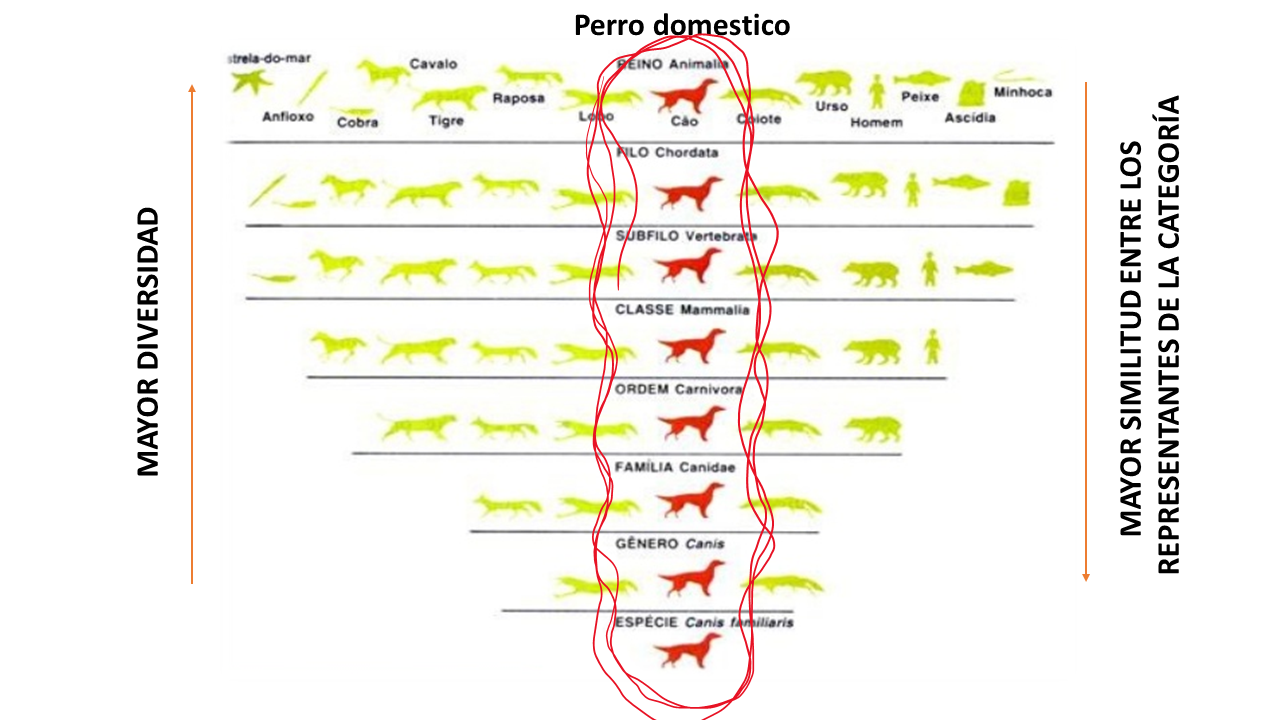 Perro domestico
strela-do-mar
Cavalo
REINO Animalia
Anfioxo
Cobra
Tigre
Raposa
Lobo
Cão
Coiote
Urso
Homem
Peixe
Ascídia
Minhoca
FILO Chordata
SUBFILO Vertebrata
CLASSE Mammalia
ORDEM Carnivora
FAMÍLIA Canidae
GÊNERO Canis
ESPÉCIE Canis familiaris
MAYOR DIVERSIDAD
MAYOR SIMILITUD ENTRE LOS
REPRESENTANTES DE LA CATEGORÍA